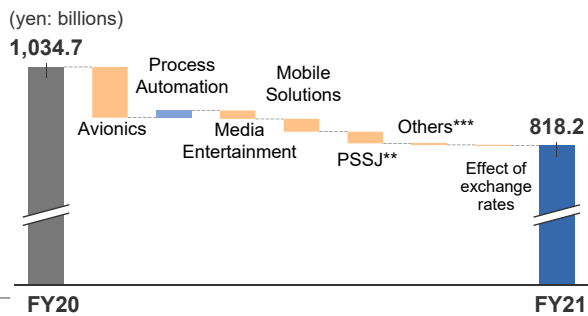 (yen: billions)
1,034.7
Avionics
Process
Automation
Media
Entertainment
Mobile
Solutions
PSSJ**
Others***
Effect of
exchange
rates
818.2
FY20
FY21